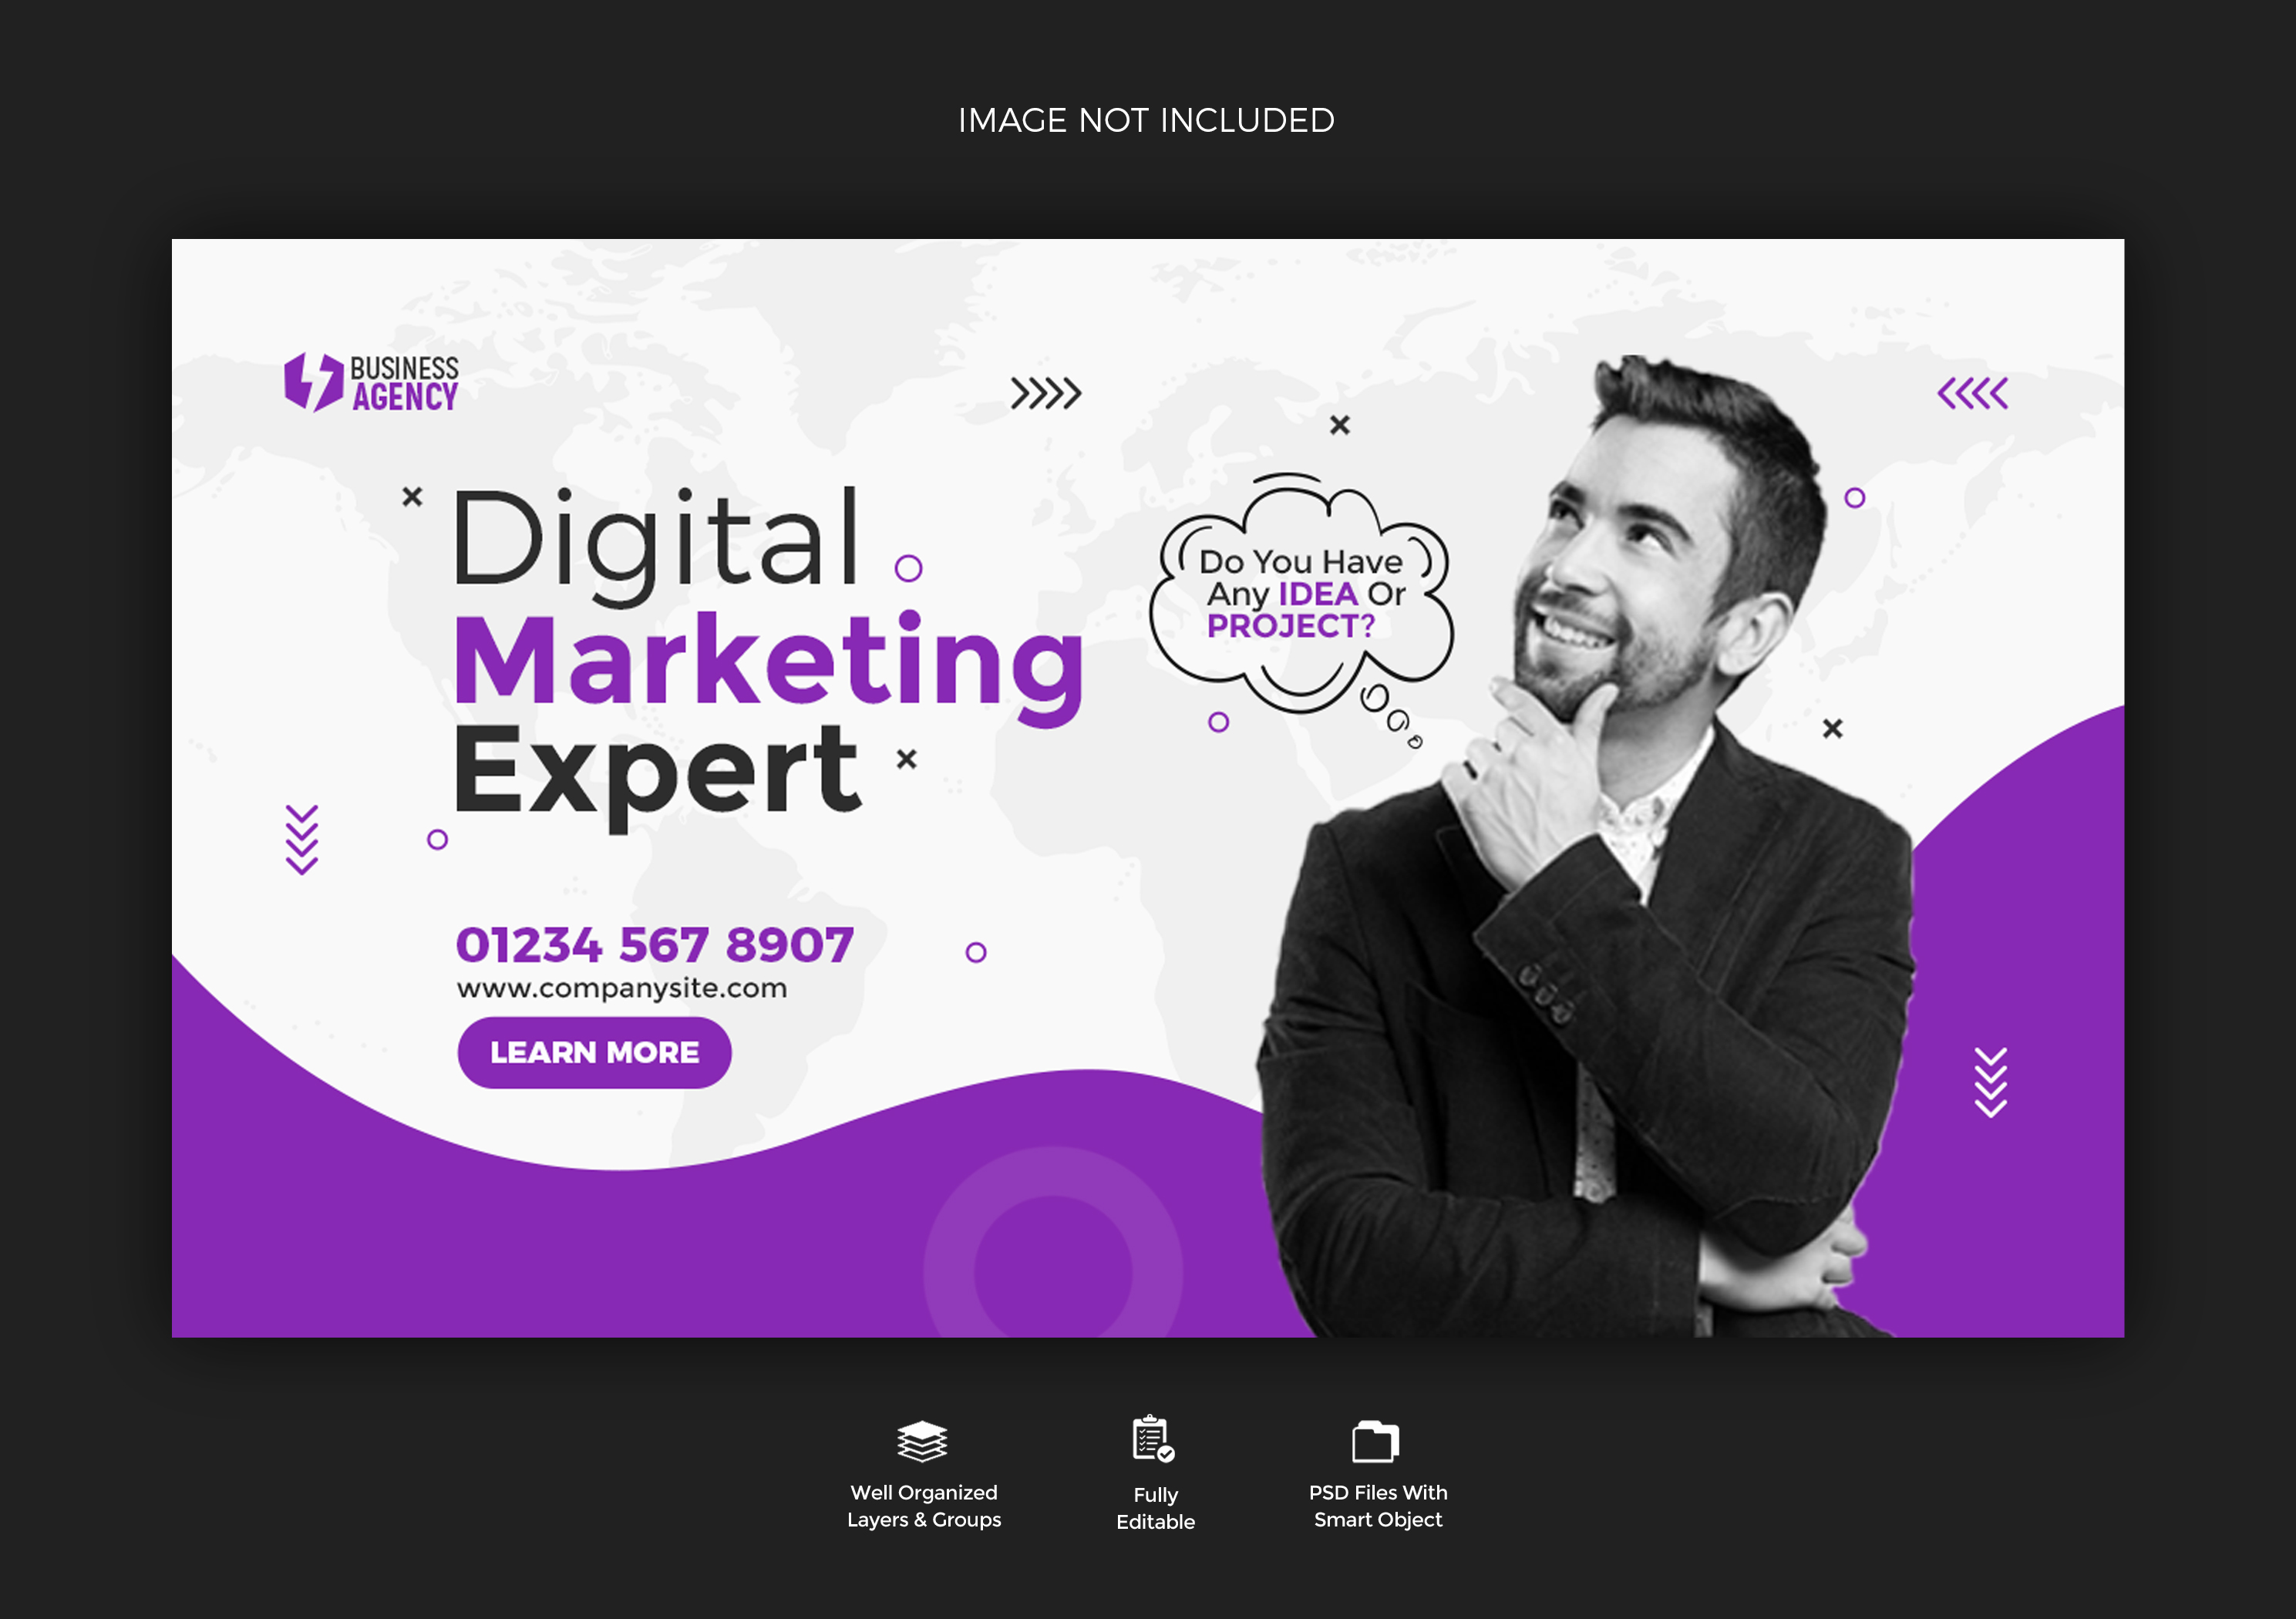 IMAGE NOT INCLUDED
BUSINESS
AGENCY
Digital
Marketing
Expert
Do You Have
Any IDEA Or
PROJECT?
01234 567 8907
www.companysite.com
LEARN MORE
Well Organized
Layers & Groups
Fully
Editable
PSD Files With
Smart Object